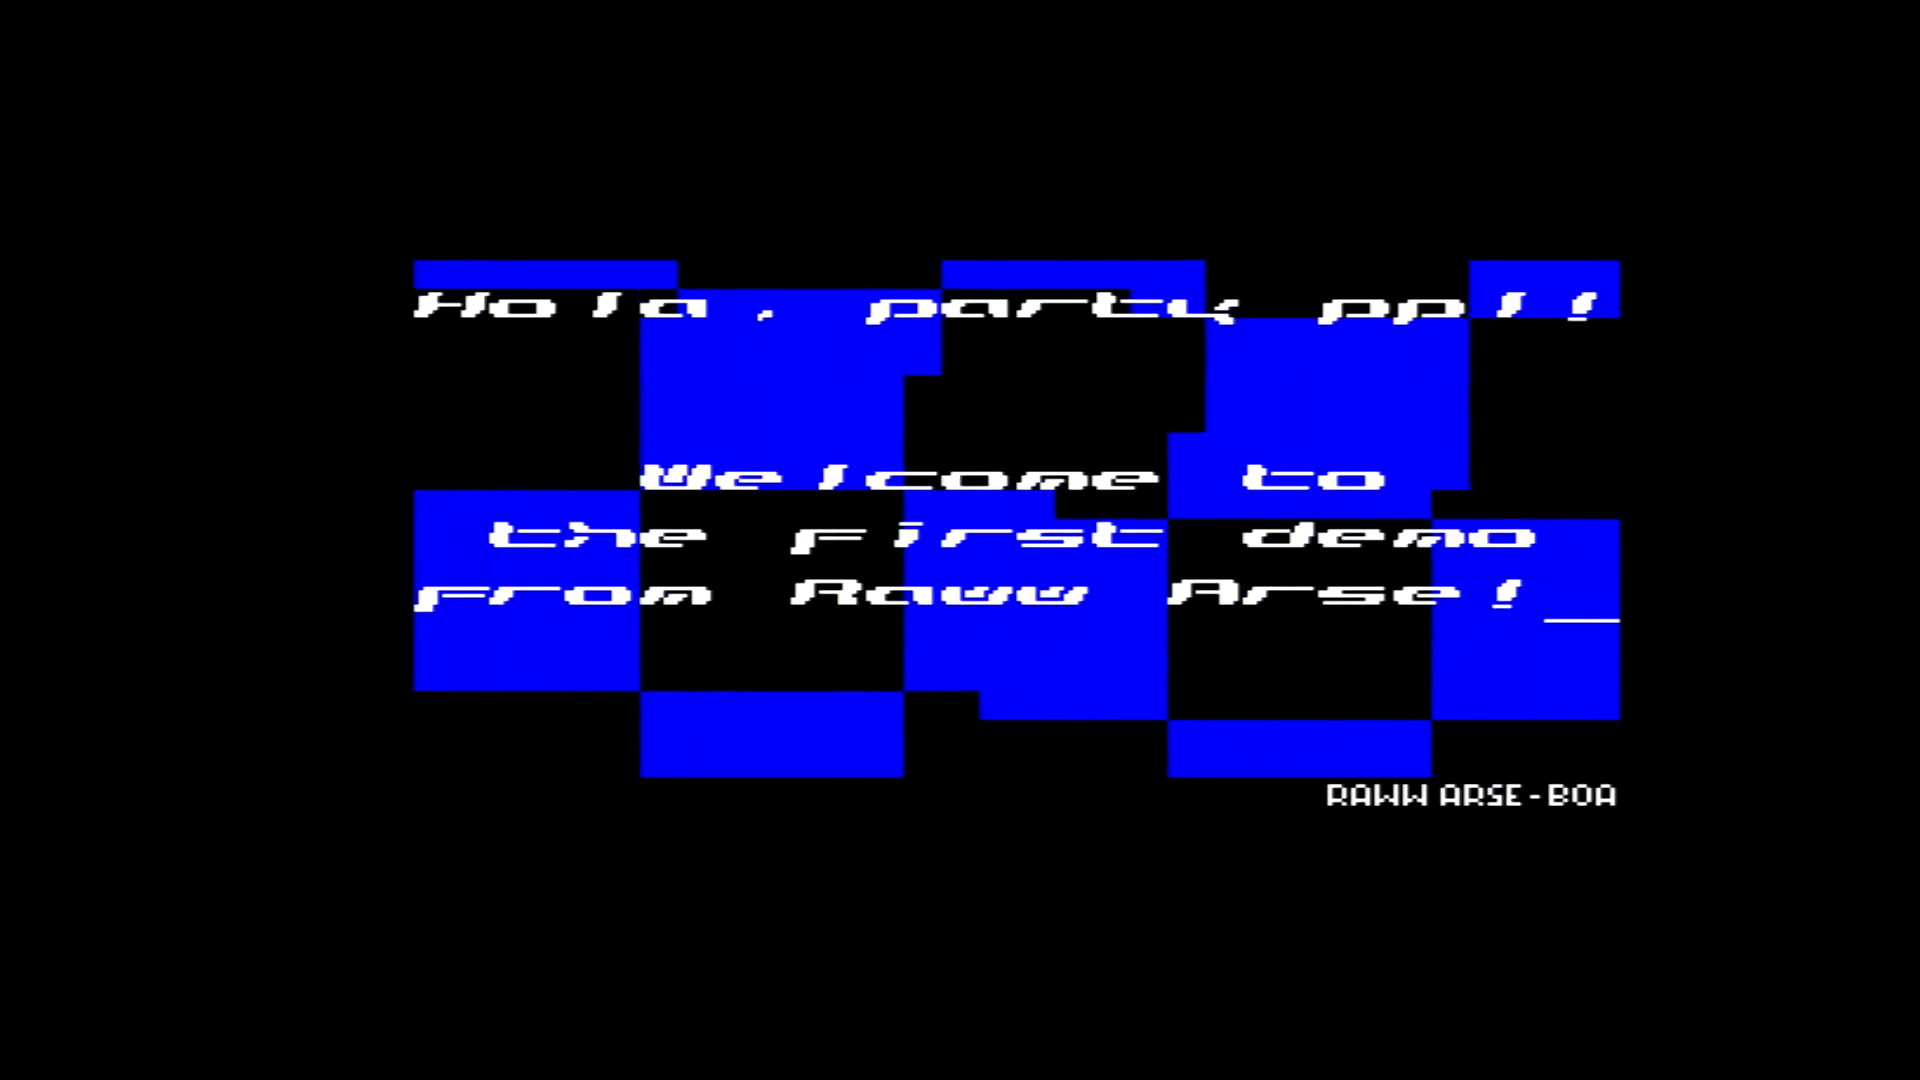 Hola, party ppl!
Welcome to
the first demo
from Raww Arse!_
RAWW ARSE-BOA